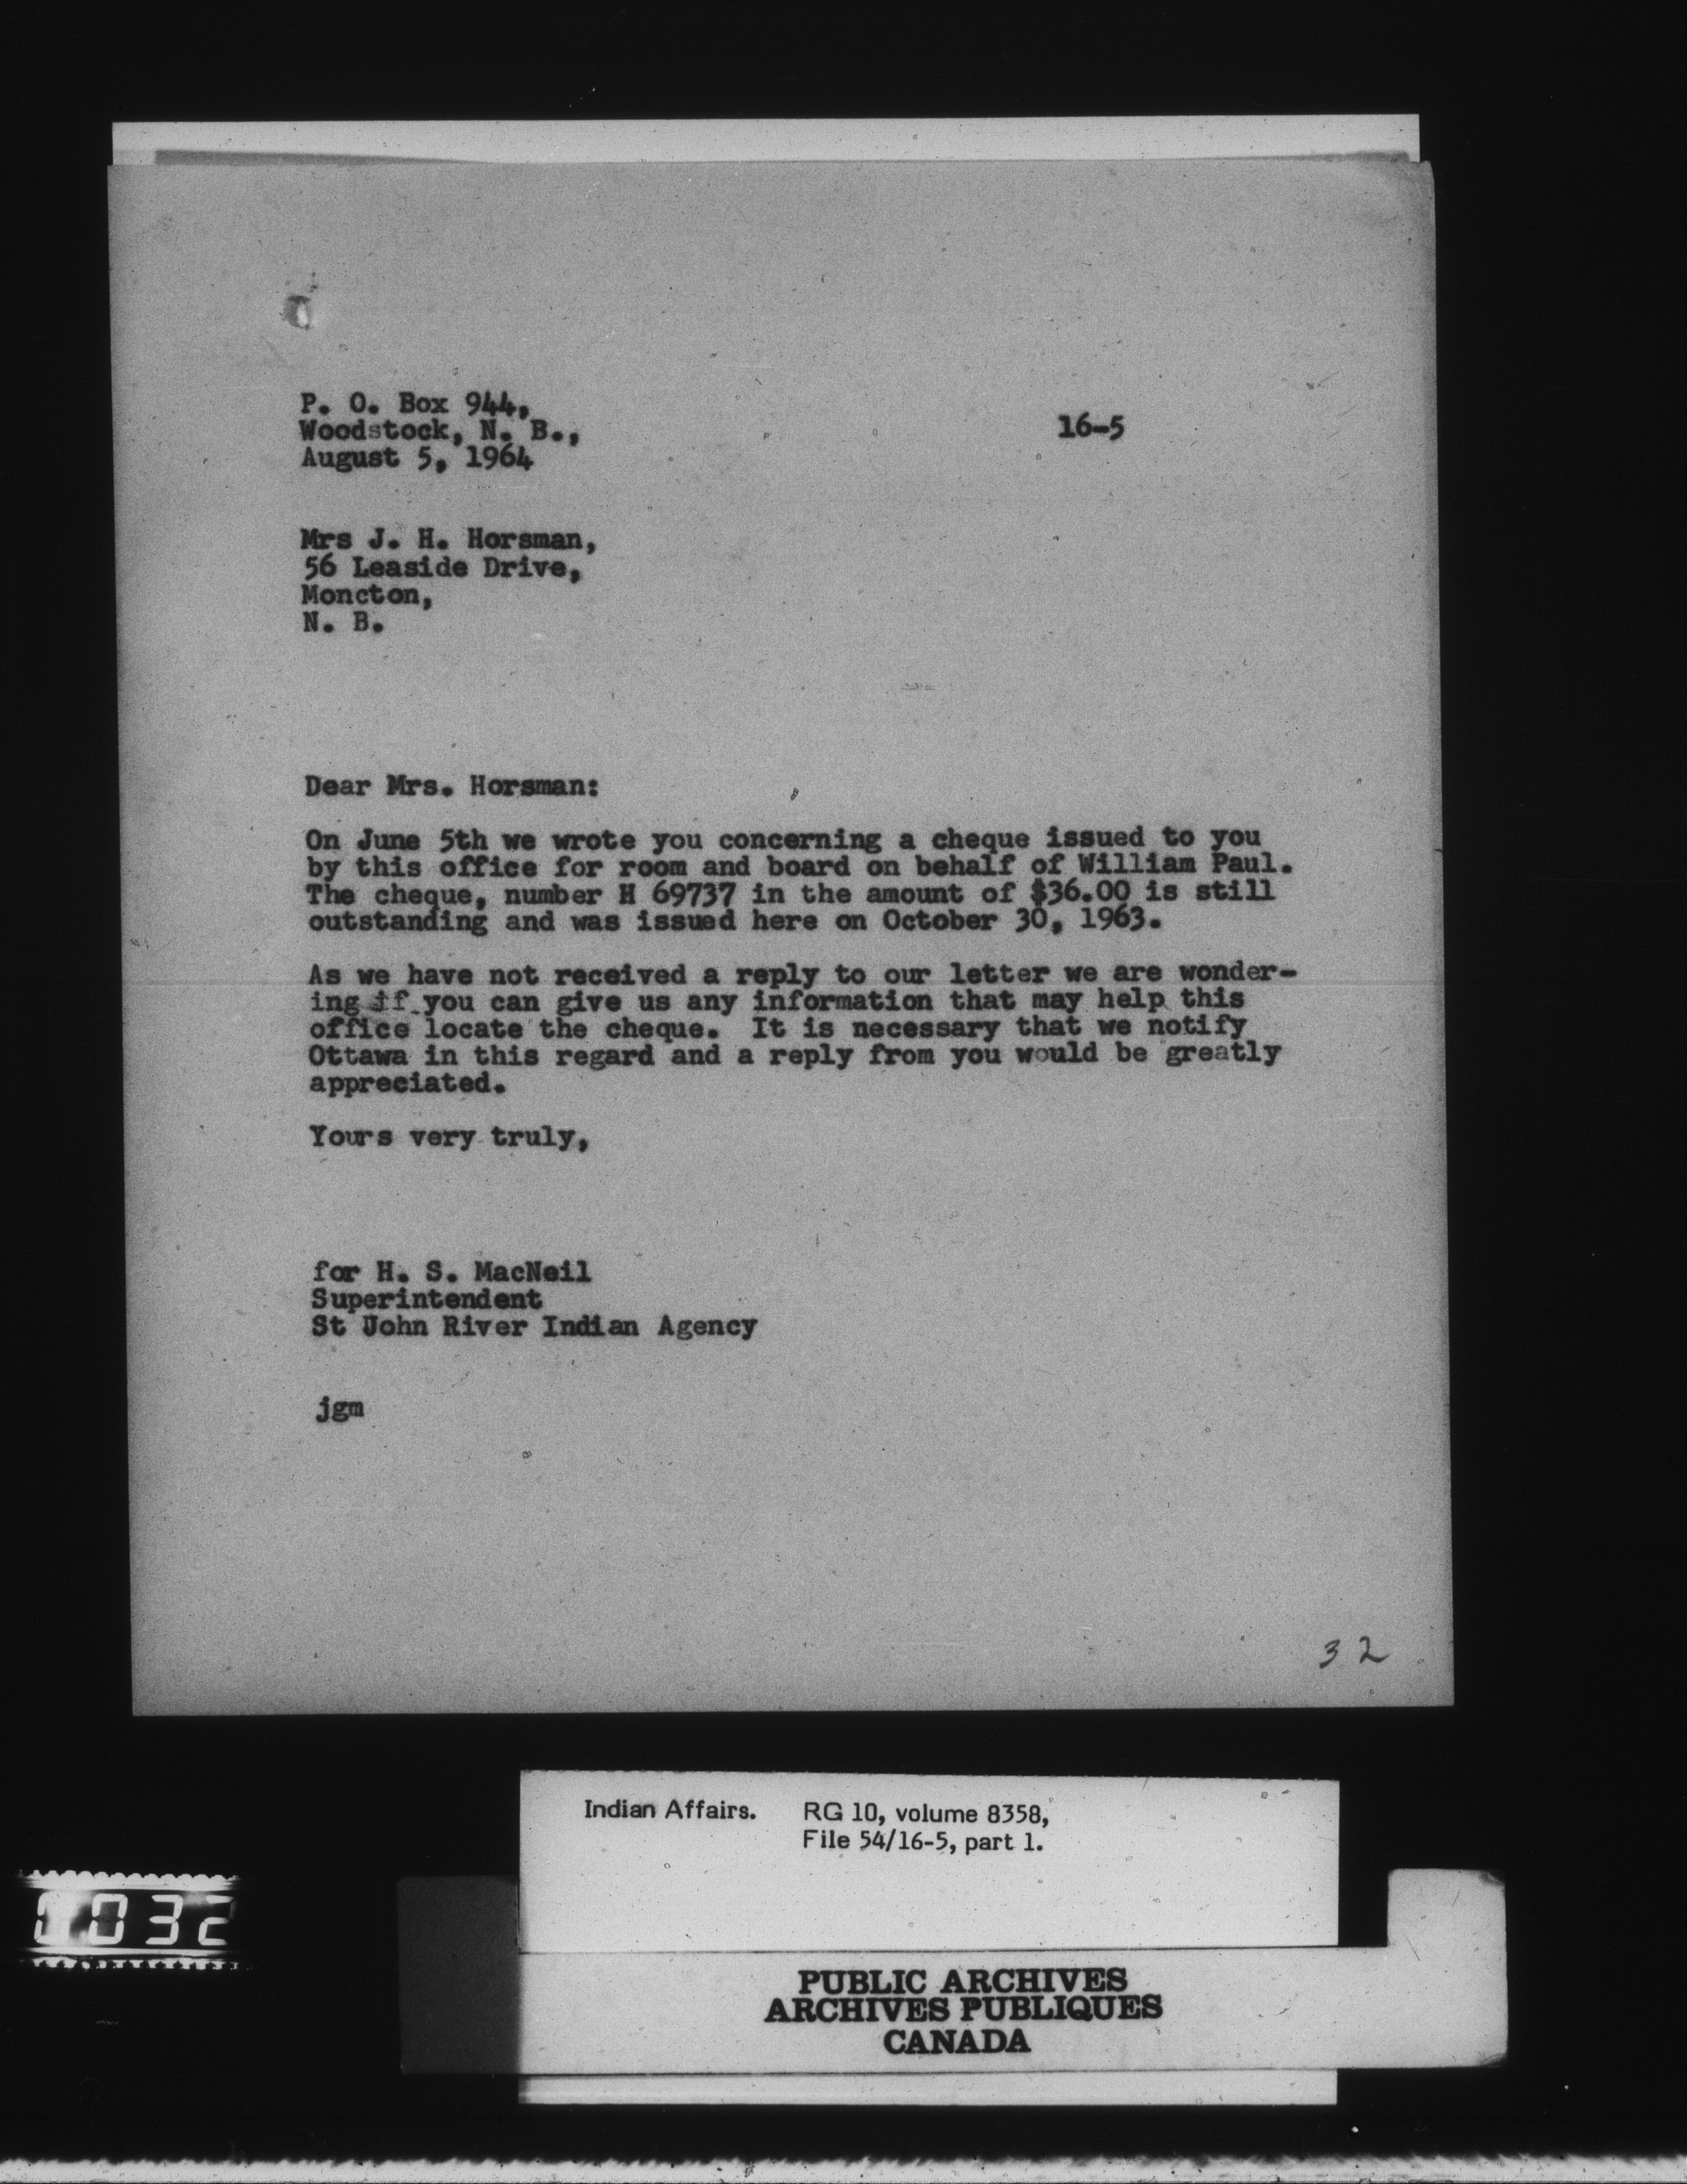 P. O. Box 944,
Woodstock, N. B.,
16-5
August 5, 1964
Mrs J. H. Horsman,
56 Leaside Drive,
Moncton,
N. B.
Dear Mrs. Horsman:
On June 5th we wrote you concerning a cheque issued to you
by this office for room and board on behalf of William Paul.
The cheque, number H 69737 in the amount of $36.00 is still
outstanding and was issued here on October 30, 1963.
As we have not received a reply to our letter we are wonder-
ing if you can give us any information that may help this
office locate the cheque. It is necessary that we notify
Ottawa in this regard and a reply from you would be greatly
appreciated.
Yours very truly,
for H. S. MacNeil
Superintendent
St John River Indian Agency
jgm
32
Indian Affairs. RG 10, volume 8358,
File 54/16-5, part 1.
0032
PUBLIC ARCHIVES
ARCHIVES PUBLIQUES
CANADA